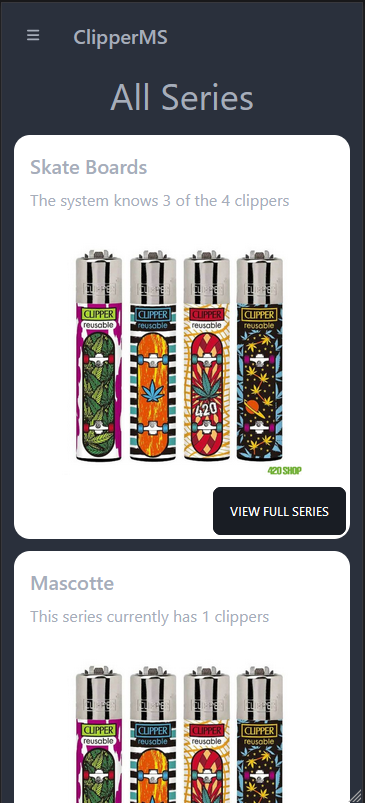 ClipperMS
All Series
Skate Boards
The system knows 3 of the 4 clippers
CLIPPER CLIPPER CLIPPER CLIPPER
reusable reusable reusable reusable
420
420 SHOP
VIEW FULL SERIES
Mascotte
This series currently has 1 clippers
CLIPPER CLIPPER CLIPPER CLIPPER
reusable reusable reusable reusable